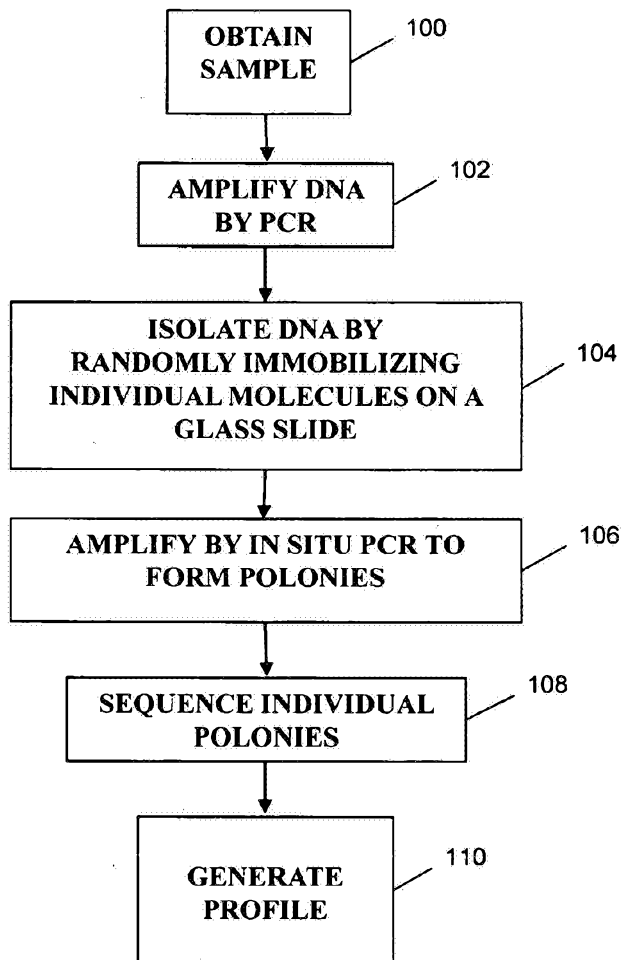 OBTAIN
SAMPLE
100
AMPLIFY DNA
BY PCR
102
ISOLATE DNA BY
RANDOMLY IMMOBILIZING
INDIVIDUAL MOLECULES ON A
GLASS SLIDE
104
AMPLIFY BY IN SITU PCR TO
FORM POLONIES
106
SEQUENCE INDIVIDUAL
POLONIES
108
GENERATE
PROFILE
110